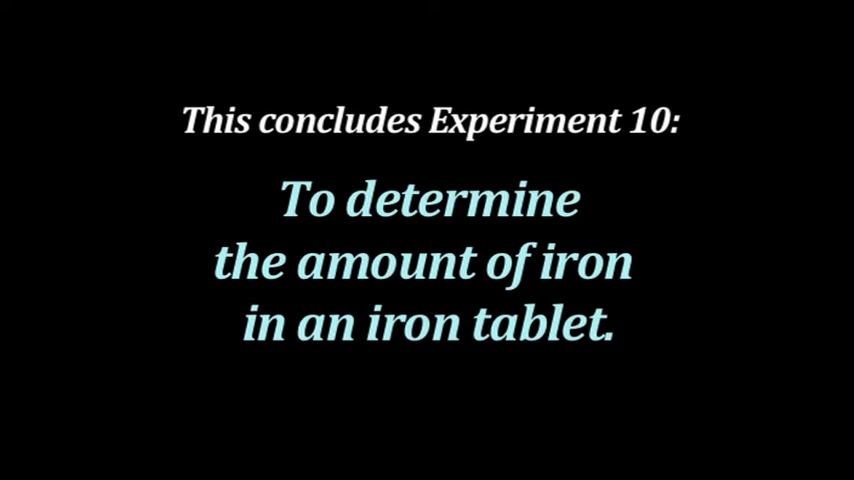 This concludes Experiment 10:
To determine
the amount of iron
in an iron tablet.